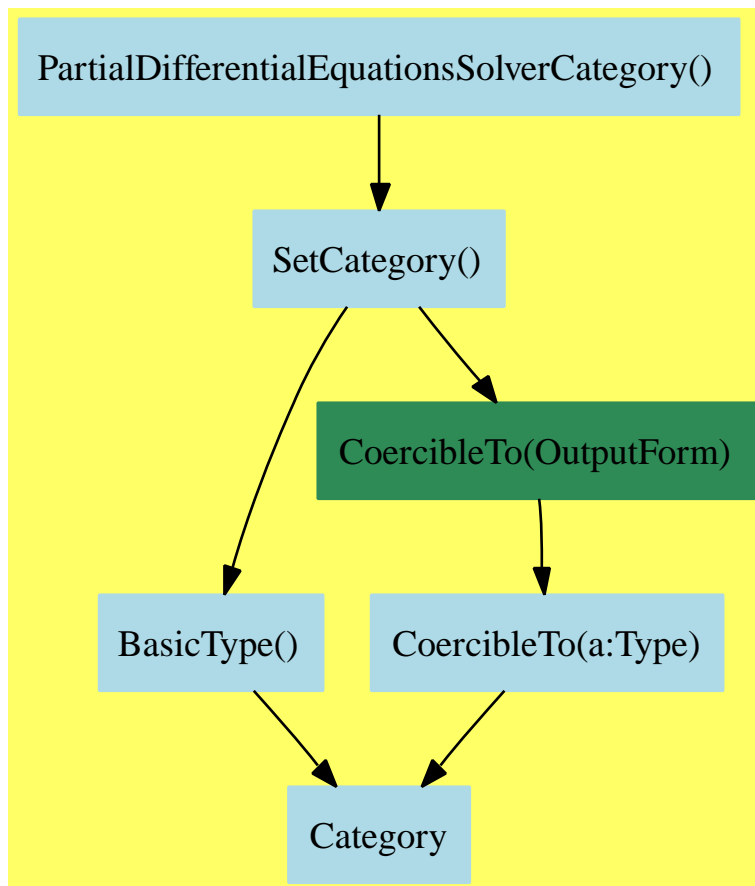 PartialDifferentialEquationsSolverCategory()
SetCategory()
CoercibleTo(OutputForm)
BasicType()
CoercibleTo(a:Type)
Category